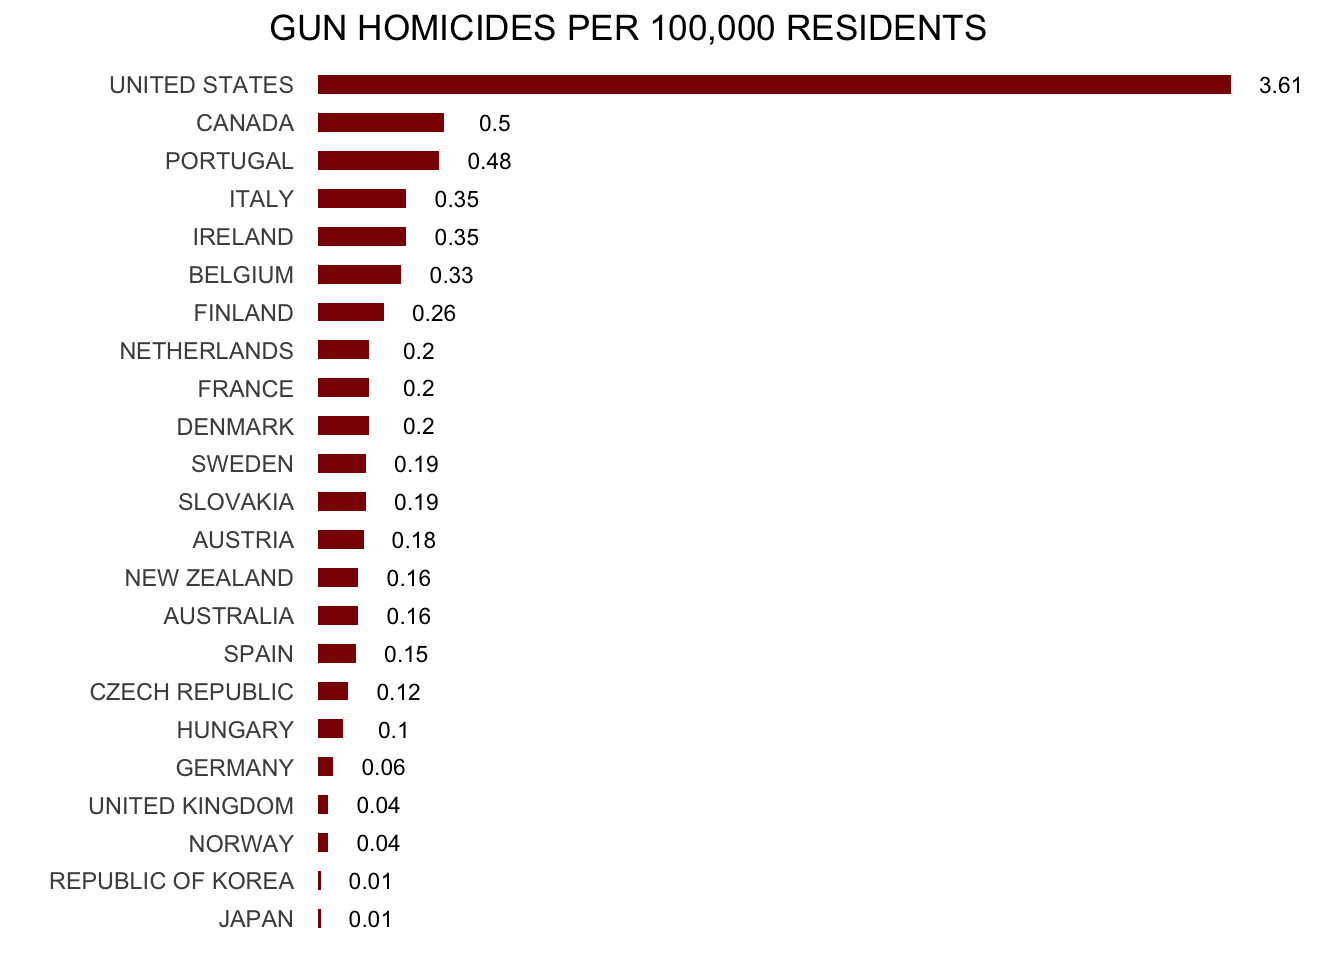 GUN HOMICIDES PER 100,000 RESIDENTS
UNITED STATES 3.61
CANADA 0.5
PORTUGAL 0.48
ITALY 0.35
IRELAND 0.35
BELGIUM 0.33
FINLAND 0.26
NETHERLANDS 0.2
FRANCE 0.2
DENMARK 0.2
SWEDEN 0.19
SLOVAKIA 0.19
AUSTRIA 0.18
NEW ZEALAND 0.16
AUSTRALIA 0.16
SPAIN 0.15
CZECH REPUBLIC 0.12
HUNGARY 0.1
GERMANY 0.06
UNITED KINGDOM 0.04
NORWAY 0.04
REPUBLIC OF KOREA 0.01
JAPAN 0.01